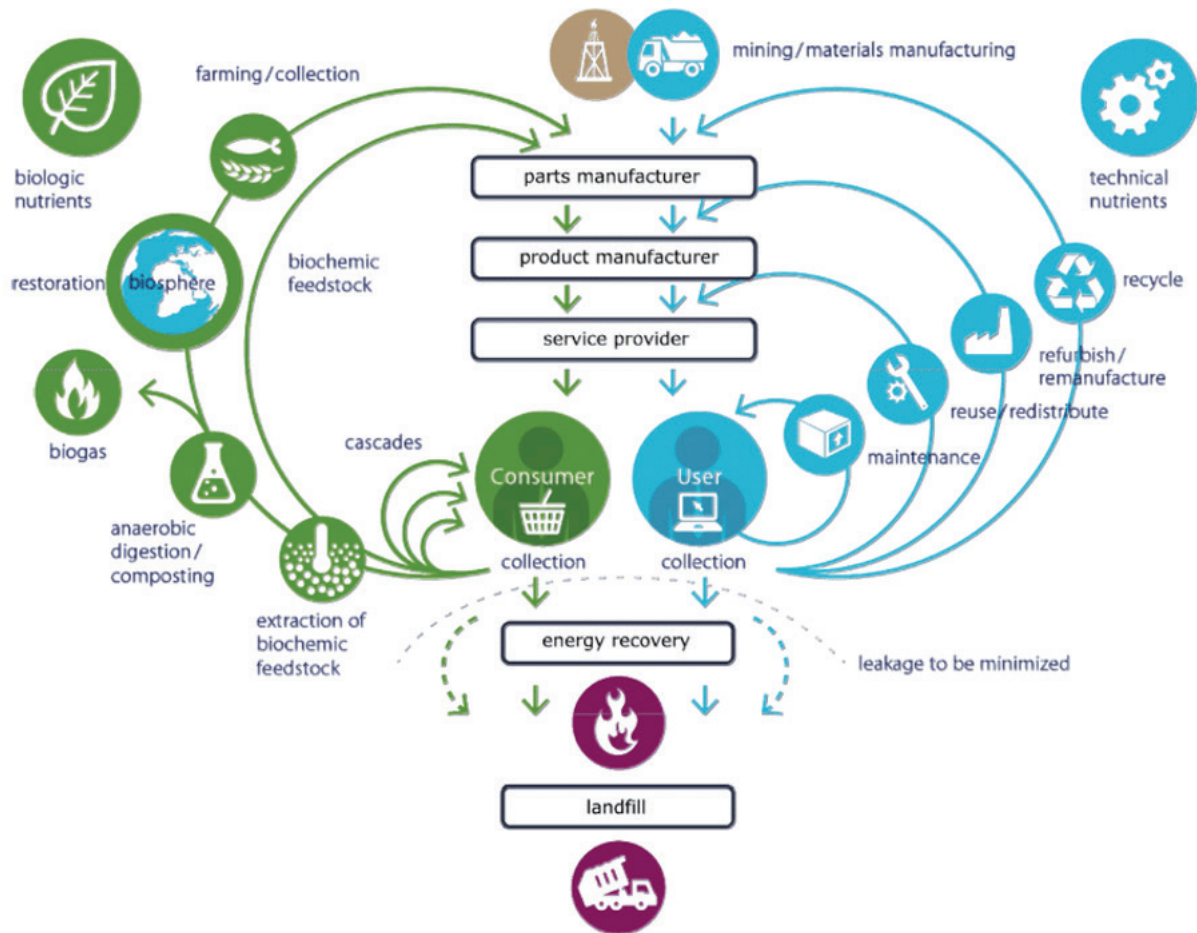 mining/materials manufacturing
farming/collection
biologic
nutrients
technical
nutrients
parts manufacturer
biochemic
feedstock
product manufacturer
restoration
biosphere
recycle
service provider
refurbish/
remanufacture
reuse/redistribute
biogas
cascades
Consumer
User
maintenance
anaerobic
digestion/
composting
collection
collection
extraction of
biochemic
feedstock
energy recovery
leakage to be minimized
landfill